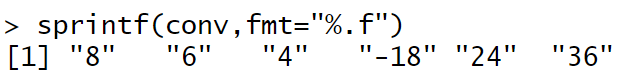 > sprintf(conv,fmt="%.f")
[1] "8"   "6"   "4"   "-18" "24"  "36"